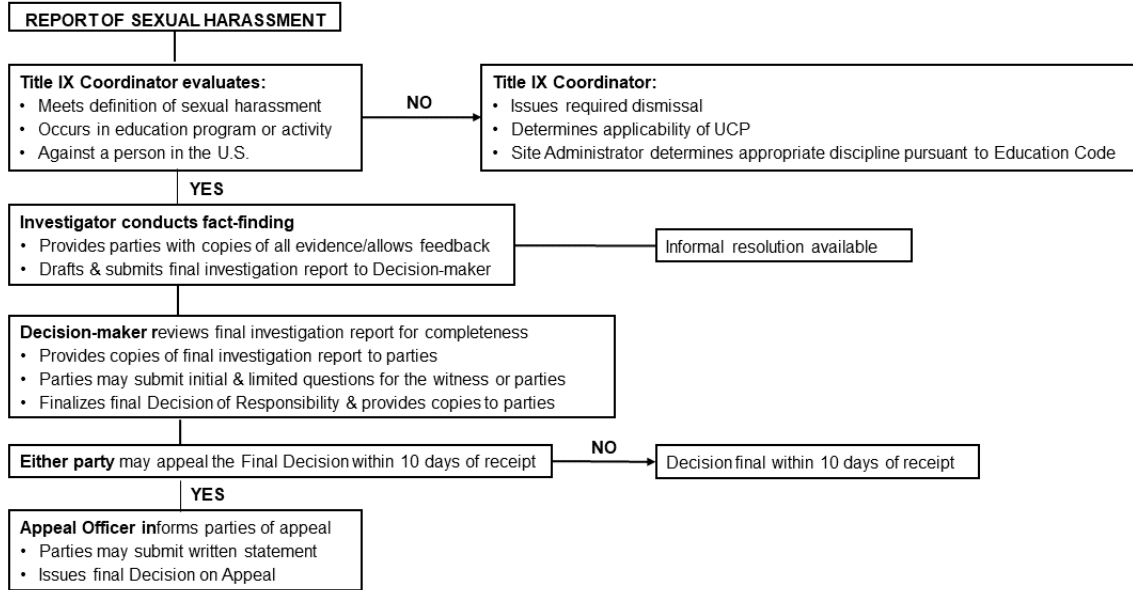 REPORT OF SEXUAL HARASSMENT
Title IX Coordinator evaluates:
• Meets definition of sexual harassment
• Occurs in education program or activity
• Against a person in the U.S.
NO
Title IX Coordinator:
• Issues required dismissal
• Determines applicability of UCP
• Site Administrator determines appropriate discipline pursuant to Education Code
YES
Investigator conducts fact-finding
• Provides parties with copies of all evidence/allows feedback
• Drafts & submits final investigation report to Decision-maker
Informal resolution available
Decision-maker reviews final investigation report for completeness
• Provides copies of final investigation report to parties
• Parties may submit initial & limited questions for the witness or parties
• Finalizes final Decision of Responsibility & provides copies to parties
Either party may appeal the Final Decision within 10 days of receipt
NO
Decision final within 10 days of receipt
YES
Appeal Officer informs parties of appeal
• Parties may submit written statement
• Issues final Decision on Appeal